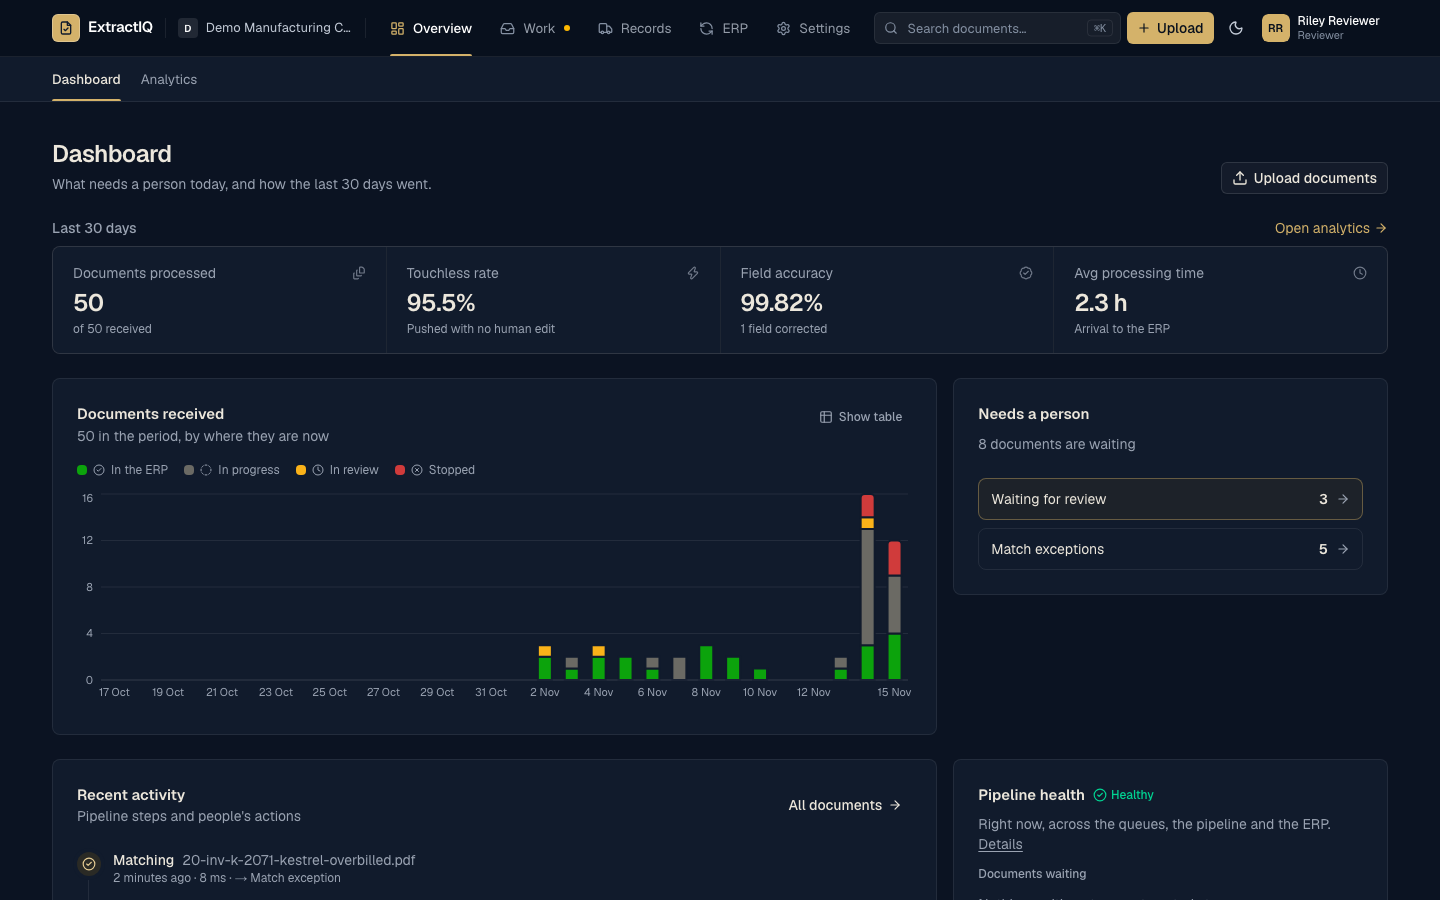 ExtractIQ
D Demo Manufacturing C...
Overview
Work
Records
ERP
Settings
Search documents...
⌘K
Upload
RR
Riley Reviewer
Reviewer
Dashboard
Analytics
Dashboard
What needs a person today, and how the last 30 days went.
Upload documents
Last 30 days
Open analytics →
Documents processed
50
of 50 received
Touchless rate
95.5%
Pushed with no human edit
Field accuracy
99.82%
1 field corrected
Avg processing time
2.3 h
Arrival to the ERP
Documents received
50 in the period, by where they are now
Show table
In the ERP
In progress
In review
Stopped
16
12
8
4
0
17 Oct
19 Oct
21 Oct
23 Oct
25 Oct
27 Oct
29 Oct
31 Oct
2 Nov
4 Nov
6 Nov
8 Nov
10 Nov
12 Nov
15 Nov
Needs a person
8 documents are waiting
Waiting for review 3 →
Match exceptions 5 →
Recent activity
Pipeline steps and people's actions
All documents →
Matching 20-inv-k-2071-kestrel-overbilled.pdf
2 minutes ago · 8 ms · → Match exception
Pipeline health Healthy
Right now, across the queues, the pipeline and the ERP.
Details
Documents waiting